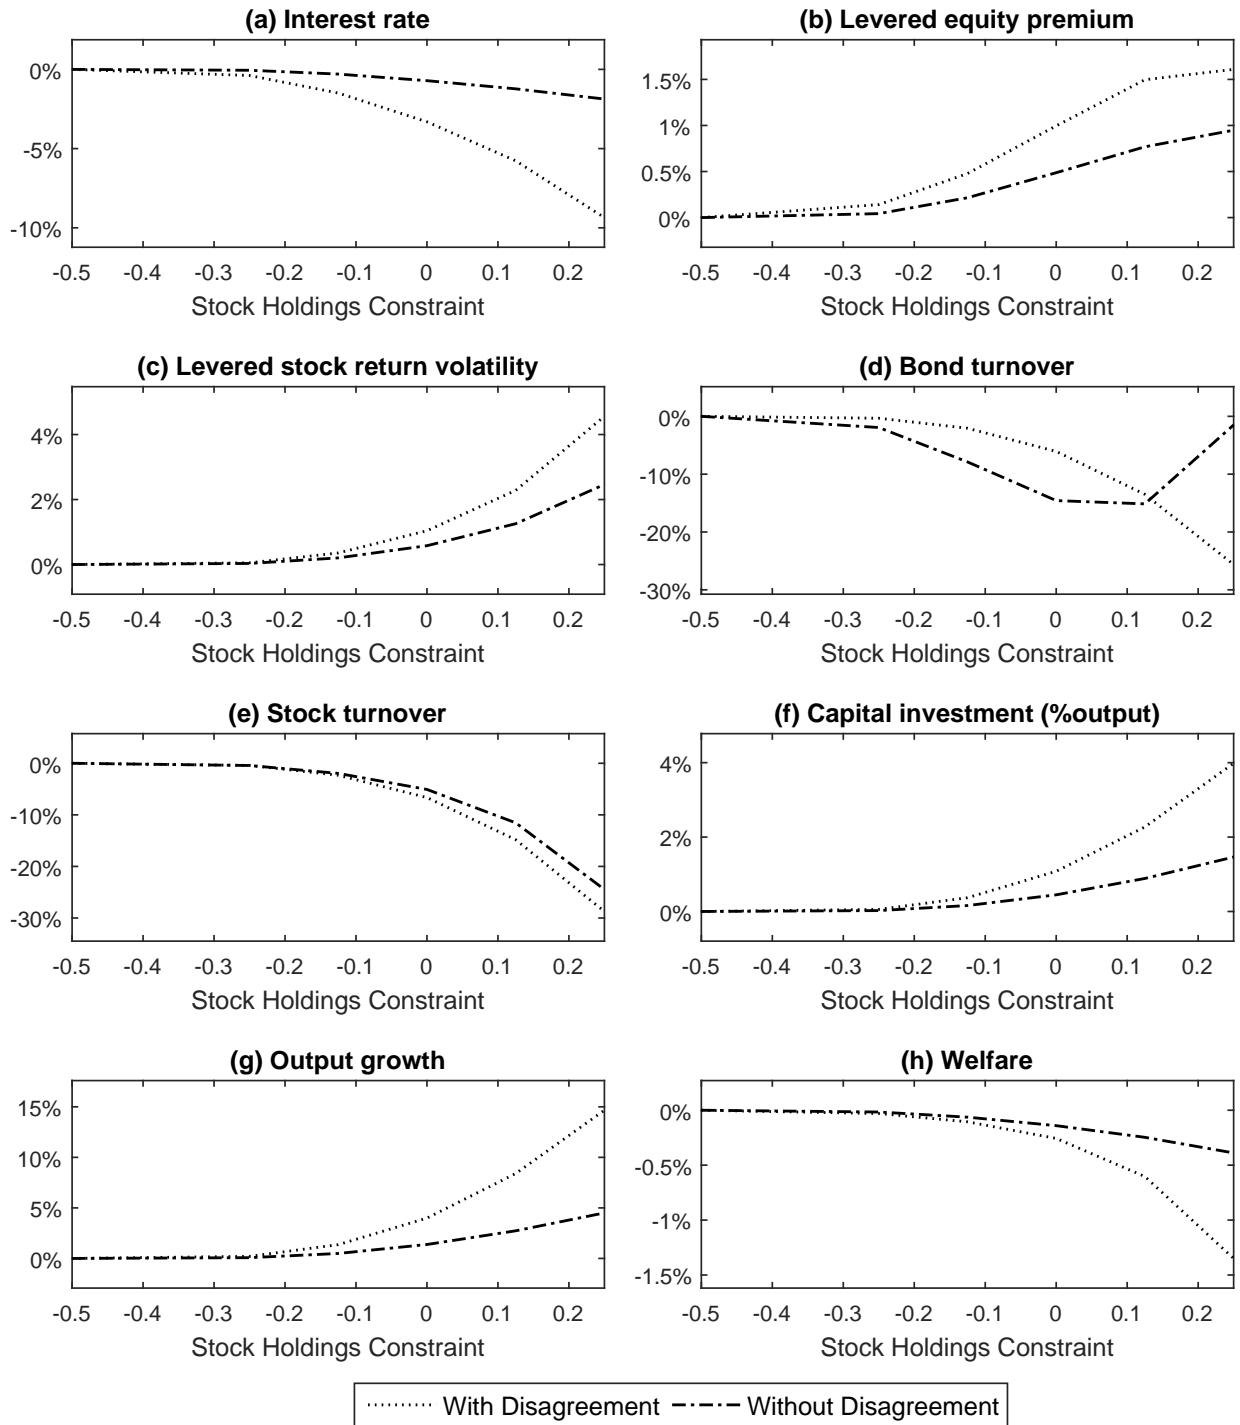 (a) Interest rate
0%
-5%
-10%
-0.5 -0.4 -0.3 -0.2 -0.1 0 0.1 0.2
Stock Holdings Constraint
(b) Levered equity premium
1.5%
1%
0.5%
0%
-0.5 -0.4 -0.3 -0.2 -0.1 0 0.1 0.2
Stock Holdings Constraint
(c) Levered stock return volatility
4%
2%
0%
-0.5 -0.4 -0.3 -0.2 -0.1 0 0.1 0.2
Stock Holdings Constraint
(d) Bond turnover
0%
-10%
-20%
-30%
-0.5 -0.4 -0.3 -0.2 -0.1 0 0.1 0.2
Stock Holdings Constraint
(e) Stock turnover
0%
-10%
-20%
-30%
-0.5 -0.4 -0.3 -0.2 -0.1 0 0.1 0.2
Stock Holdings Constraint
(f) Capital investment (%output)
4%
2%
0%
-0.5 -0.4 -0.3 -0.2 -0.1 0 0.1 0.2
Stock Holdings Constraint
(g) Output growth
15%
10%
5%
0%
-0.5 -0.4 -0.3 -0.2 -0.1 0 0.1 0.2
Stock Holdings Constraint
(h) Welfare
0%
-0.5%
-1%
-1.5%
-0.5 -0.4 -0.3 -0.2 -0.1 0 0.1 0.2
Stock Holdings Constraint
With Disagreement Without Disagreement